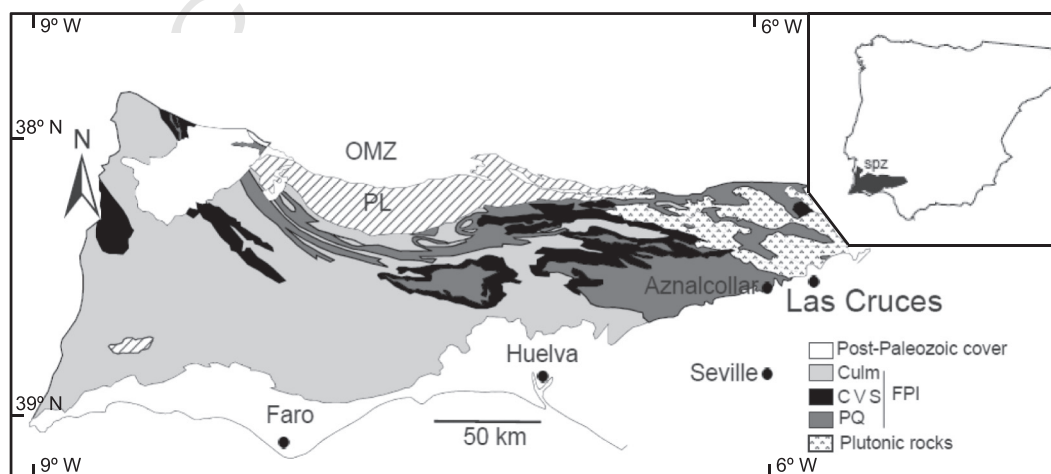 9º W
6º W
38º N
N
OMZ
PL
spz
Aznalcollar
Las Cruces
Huelva
Seville
Faro
50 km
39º N
Post-Paleozoic cover
Culm
C V S
PQ
FPI
Plutonic rocks
9º W
6º W